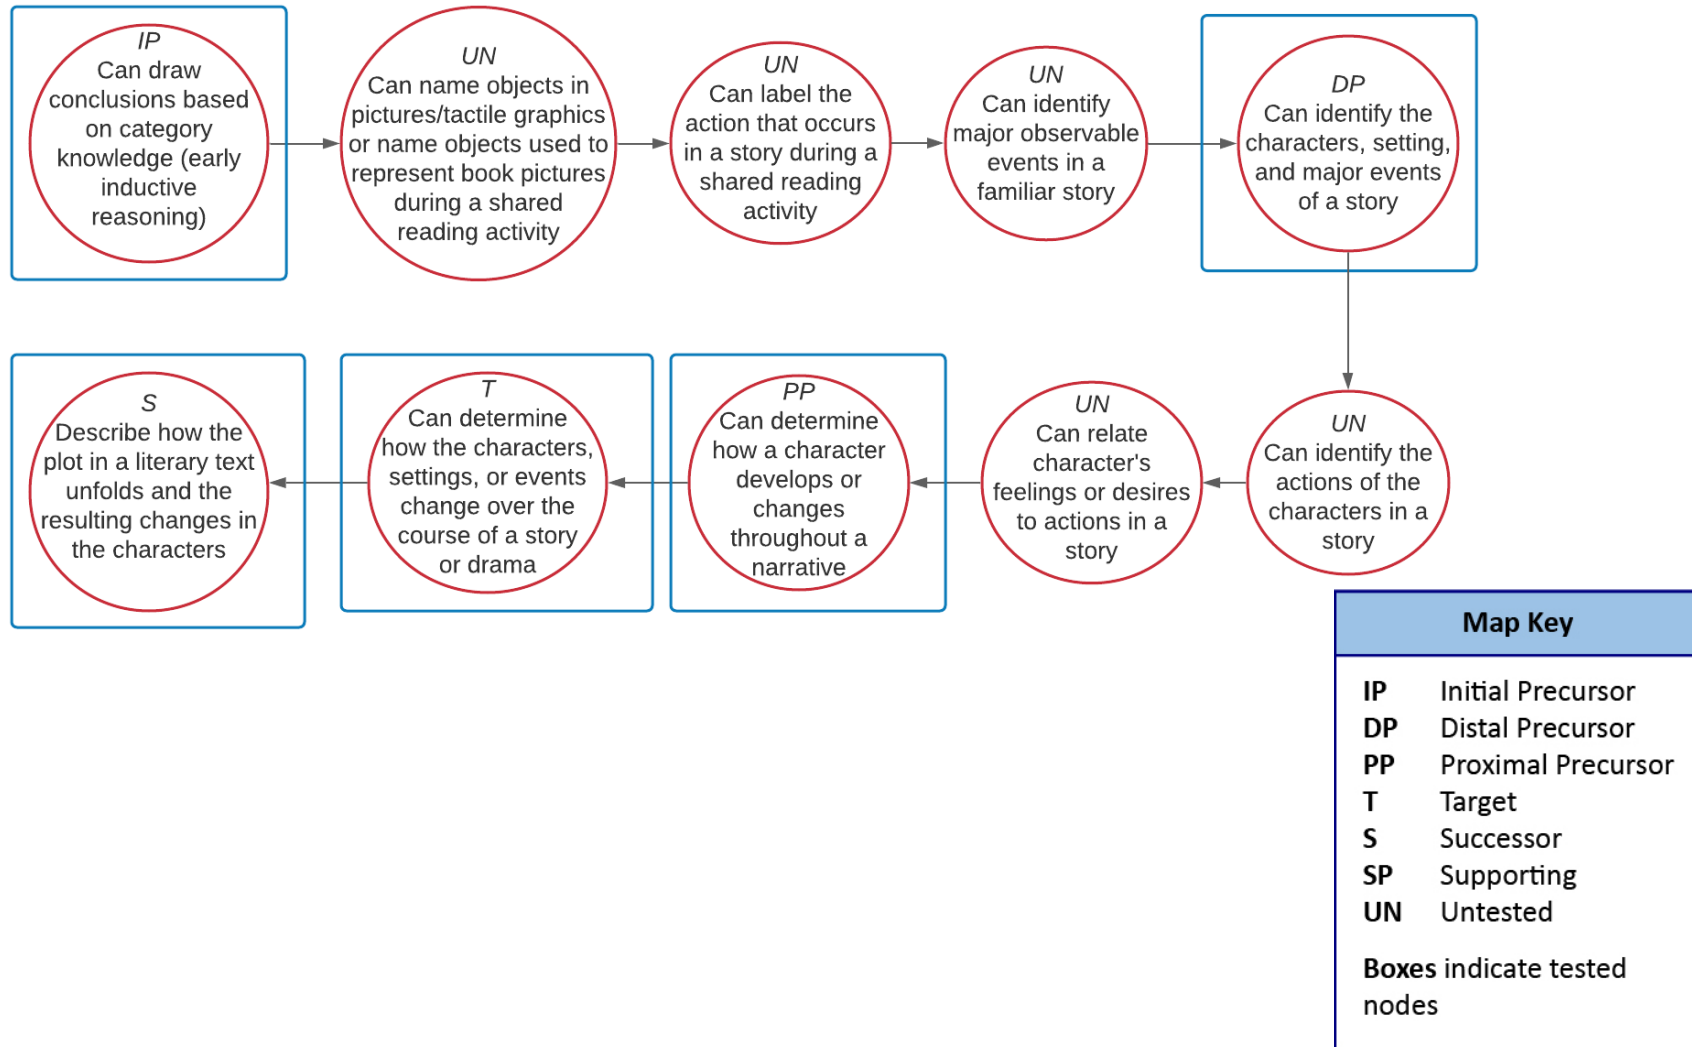 IP
Can draw
conclusions based
on category
knowledge (early
inductive
reasoning)
UN
Can name objects in
pictures/tactile graphics
or name objects used to
represent book pictures
during a shared
reading activity
UN
Can label the
action that occurs
in a story during a
shared reading
activity
UN
Can identify
major observable
events in a
familiar story
DP
Can identify the
characters, setting,
and major events
of a story
UN
Can identify the
actions of the
characters in a
story
UN
Can relate
character's
feelings or desires
to actions in a
story
PP
Can determine
how a character
develops or
changes
throughout a
narrative
T
Can determine
how the characters,
settings, or events
change over the
course of a story
or drama
S
Describe how the
plot in a literary text
unfolds and the
resulting changes in
the characters
Map Key
IP Initial Precursor
DP Distal Precursor
PP Proximal Precursor
T Target
S Successor
SP Supporting
UN Untested
Boxes indicate tested
nodes